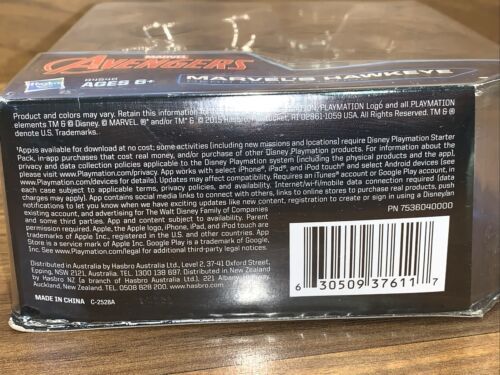 MARVEL
AVENGERS
Hasbro
AGES 6+
MARVEL'S HAWKEYE
Product and colors may vary. Retain this information for PLAYMATION Logo and all PLAYMATION
elements TM & © Disney. © MARVEL. ®* and/or TM* & © 2015 Hasbro, Pawtucket, RI 02861-1059 USA. All Rights Reserved. TM & ®
denote U.S. Trademarks.
¹App is available for download at no cost; some activities (including new missions and locations) require Disney Playmation Starter
Pack, in-app purchases that cost real money, and/or purchase of other Disney Playmation products. For information about the
privacy and data collection policies applicable to the Disney Playmation system (including the physical products and the app),
please visit www.Playmation.com/privacy. App works with select iPhone®, iPad®, and iPod touch® and select Android devices (see
www.Playmation.com/devices for details). Updates may affect compatibility. Requires an iTunes® account or Google Play account, in
each case subject to applicable terms, privacy policies, and availability. Internet/wi-fi/mobile data connection required (data
charges may apply). App contains social media links to connect with others, links to online stores to purchase real products, push
notifications to let you know when we have exciting updates like new content, registration to create or sign in using a Disney
existing account, and advertising for The Walt Disney Family of Companies
and some third parties. App and content subject to availability. Parent
permission required. Apple, the Apple logo, iPhone, iPad, and iPod touch are
trademarks of Apple Inc., registered in the U.S. and other countries. App
Store is a service mark of Apple Inc. Google Play is a trademark of Google,
Inc. See www.Playmation.com/legal for additional third-party legal notices.
PN 7536040000
Distributed in Australia by Hasbro Australia Ltd., Level 2, 37-41 Oxford Street,
Epping, NSW 2121, Australia. TEL 1300 138 697. Distributed in New Zealand
by Hasbro NZ (a branch of Hasbro Australia Ltd.), 221 Albany
Auckland, New Zealand. TEL 0508 828 200. www.hasbro.com.
MADE IN CHINA C-2528A
6 30509 37611 7